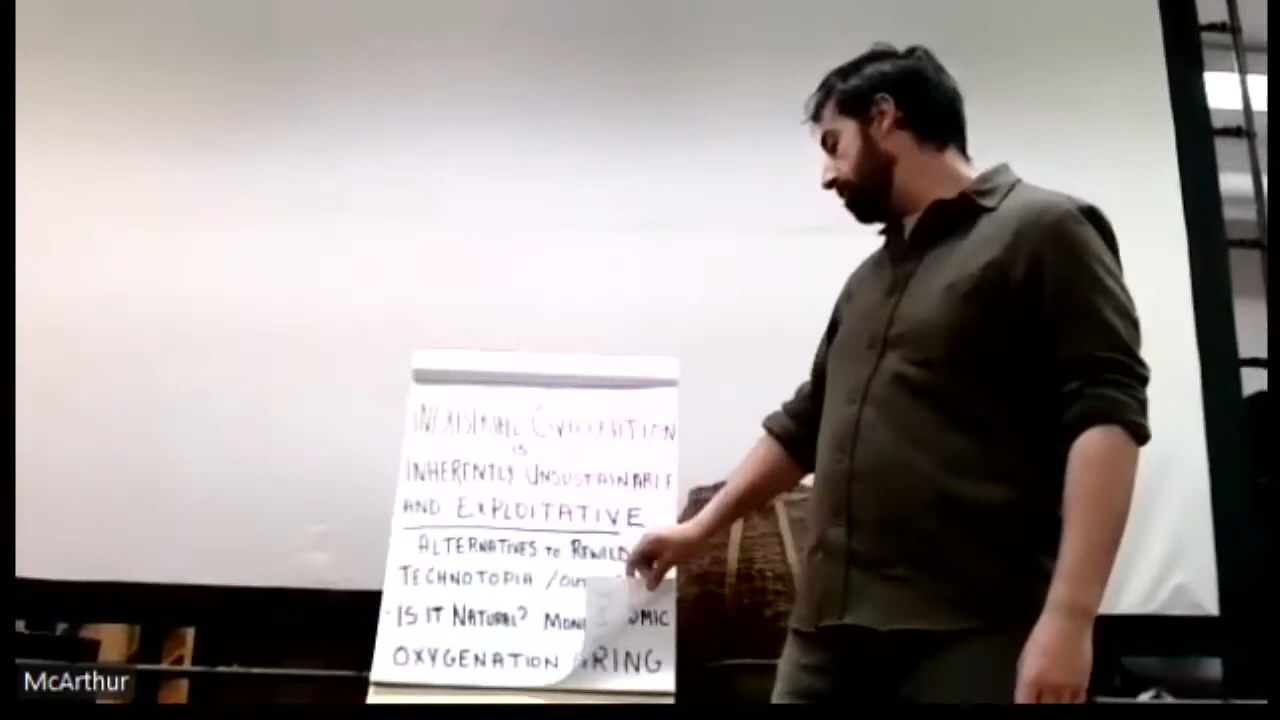 INDUSTRIAL CIVILIZATION
IS
INHERENTLY UNSUSTAINABLE
AND EXPLOITATIVE
ALTERNATIVES TO REWILD
TECHNOTOPIA /
· IS IT NATURAL?
OXYGENATION
McArthur